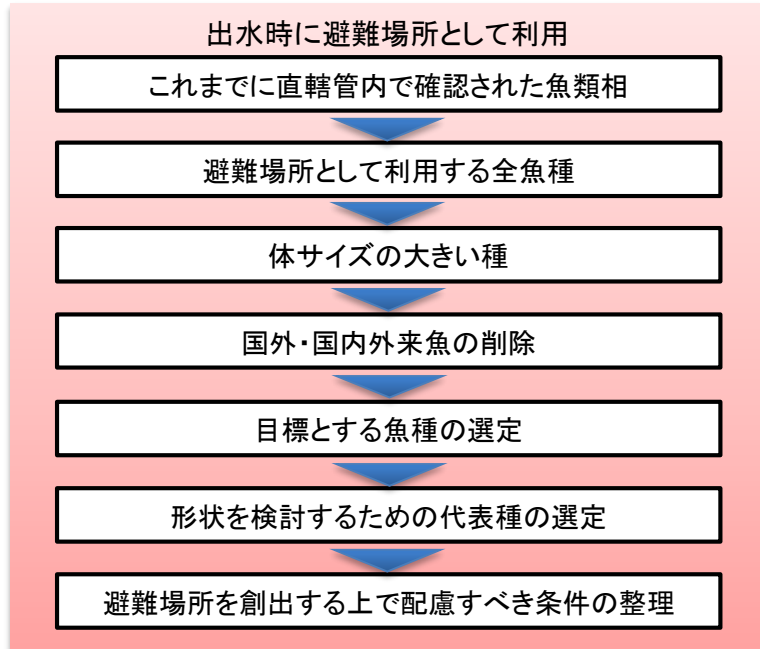 出水時に避難場所として利用
これまでに直轄管内で確認された魚類相
避難場所として利用する全魚種
体サイズの大きい種
国外・国内外来魚の削除
目標とする魚種の選定
形状を検討するための代表種の選定
避難場所を創出する上で配慮すべき条件の整理